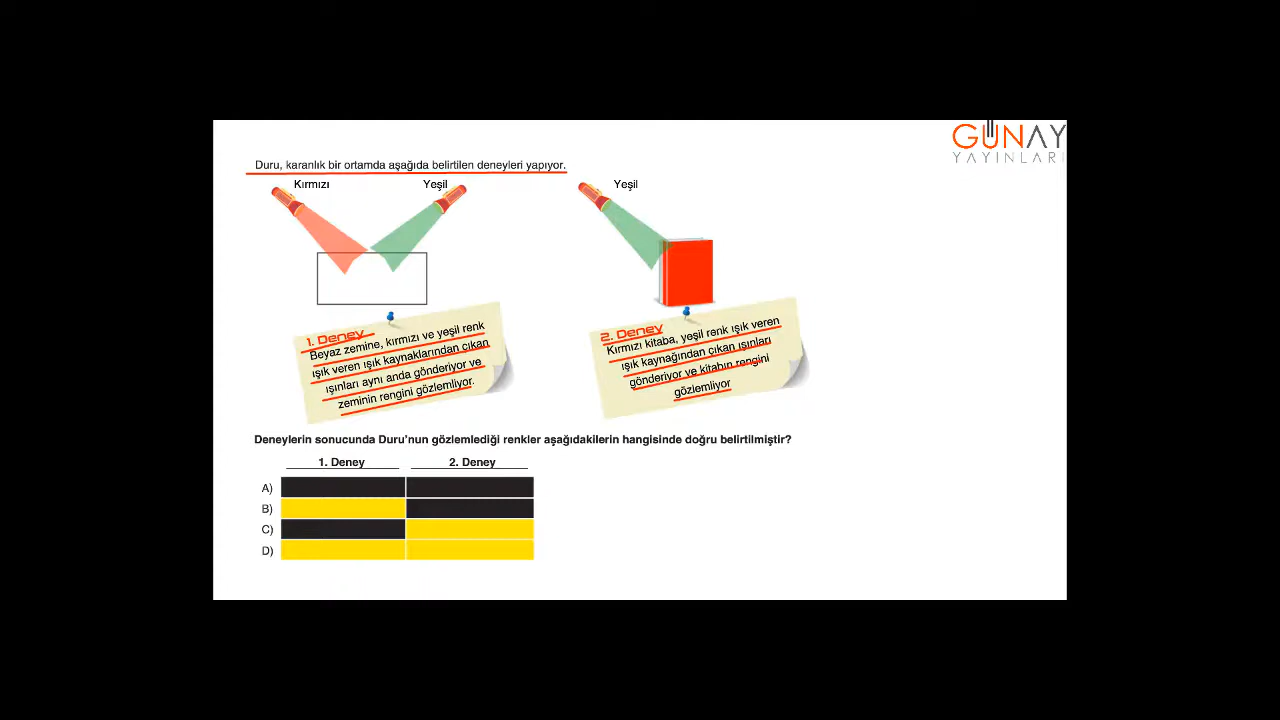 GÜNAY
YAYINLARI
Duru, karanlık bir ortamda aşağıda belirtilen deneyleri yapıyor.
Kırmızı
Yeşil
Yeşil
1. Deney
Beyaz zemine, kırmızı ve yeşil renk
ışık veren ışık kaynaklarından çıkan
ışınları aynı anda gönderiyor ve
zeminin rengini gözlemliyor.
2. Deney
Kırmızı kitaba, yeşil renk ışık veren
ışık kaynağından çıkan ışınları
gönderiyor ve kitabın rengini
gözlemliyor
Deneylerin sonucunda Duru'nun gözlemlediği renkler aşağıdakilerin hangisinde doğru belirtilmiştir?
1. Deney 2. Deney
A)
B)
C)
D)